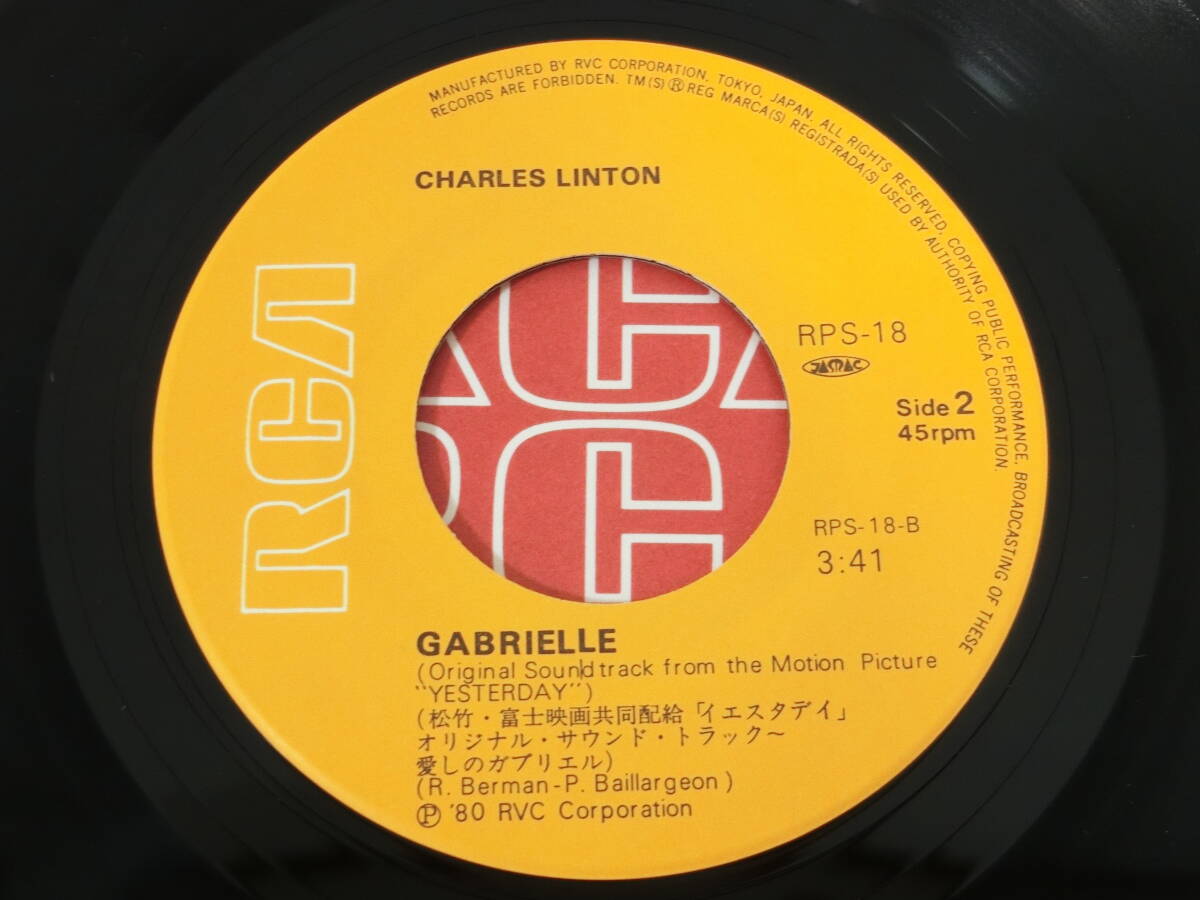 MANUFACTURED BY RVC CORPORATION, TOKYO, JAPAN. ALL RIGHTS RESERVED. COPYING PUBLIC PERFORMANCE, BROADCASTING OF THESE
RECORDS ARE FORBIDDEN. TM(S)®REG MARCA(S) REGISTRADA(S) USED BY AUTHORITY OF RCA CORPORATION.
CHARLES LINTON
RCA
RPS-18
JASRAC
Side 2
45rpm
RPS-18-B
3:41
GABRIELLE
(Original Soundtrack from the Motion Picture
"YESTERDAY")
(松竹・富士映画共同配給「イエスタデイ」
オリジナル・サウンド・トラック〜
愛しのガブリエル)
(R. Berman-P. Baillargeon)
Ⓟ '80 RVC Corporation